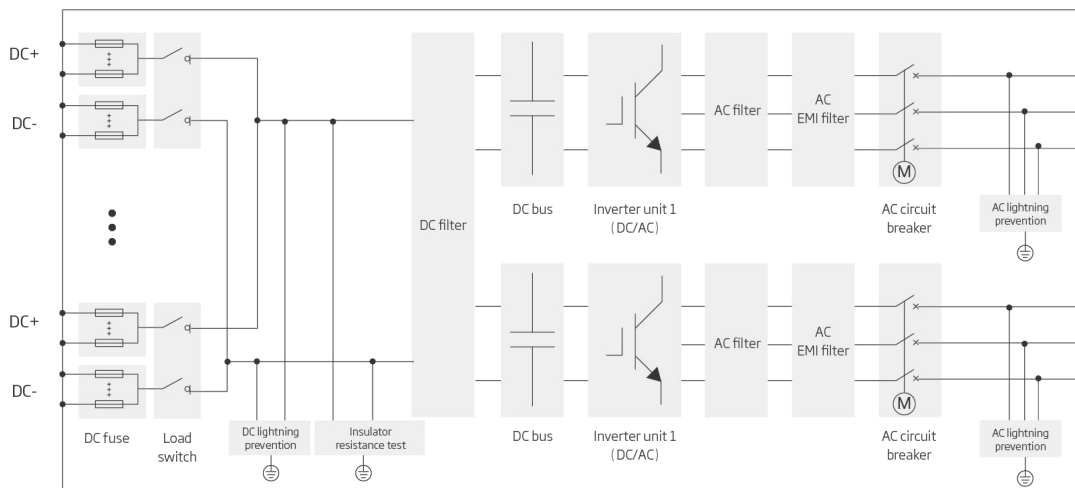 DC+
DC-
DC+
DC-
DC fuse
Load
switch
DC lightning
prevention
Insulator
resistance test
DC filter
DC bus
Inverter unit 1
(DC/AC)
AC filter
AC
EMI filter
M
AC circuit
breaker
AC lightning
prevention
DC bus
Inverter unit 1
(DC/AC)
AC filter
AC
EMI filter
M
AC circuit
breaker
AC lightning
prevention